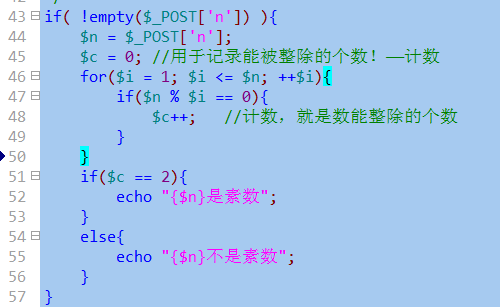 43 if( !empty($_POST['n']) ){
44 $n = $_POST['n'];
45 $c = 0; //用于记录能被整除的个数! ——计数
46 for($i = 1; $i <= $n; ++$i){
47 if($n % $i == 0){
48 $c++; //计数，就是数能整除的个数
49 }
50 }
51 if($c == 2){
52 echo "{$n}是素数";
53 }
54 else{
55 echo "{$n}不是素数";
56 }
57 }